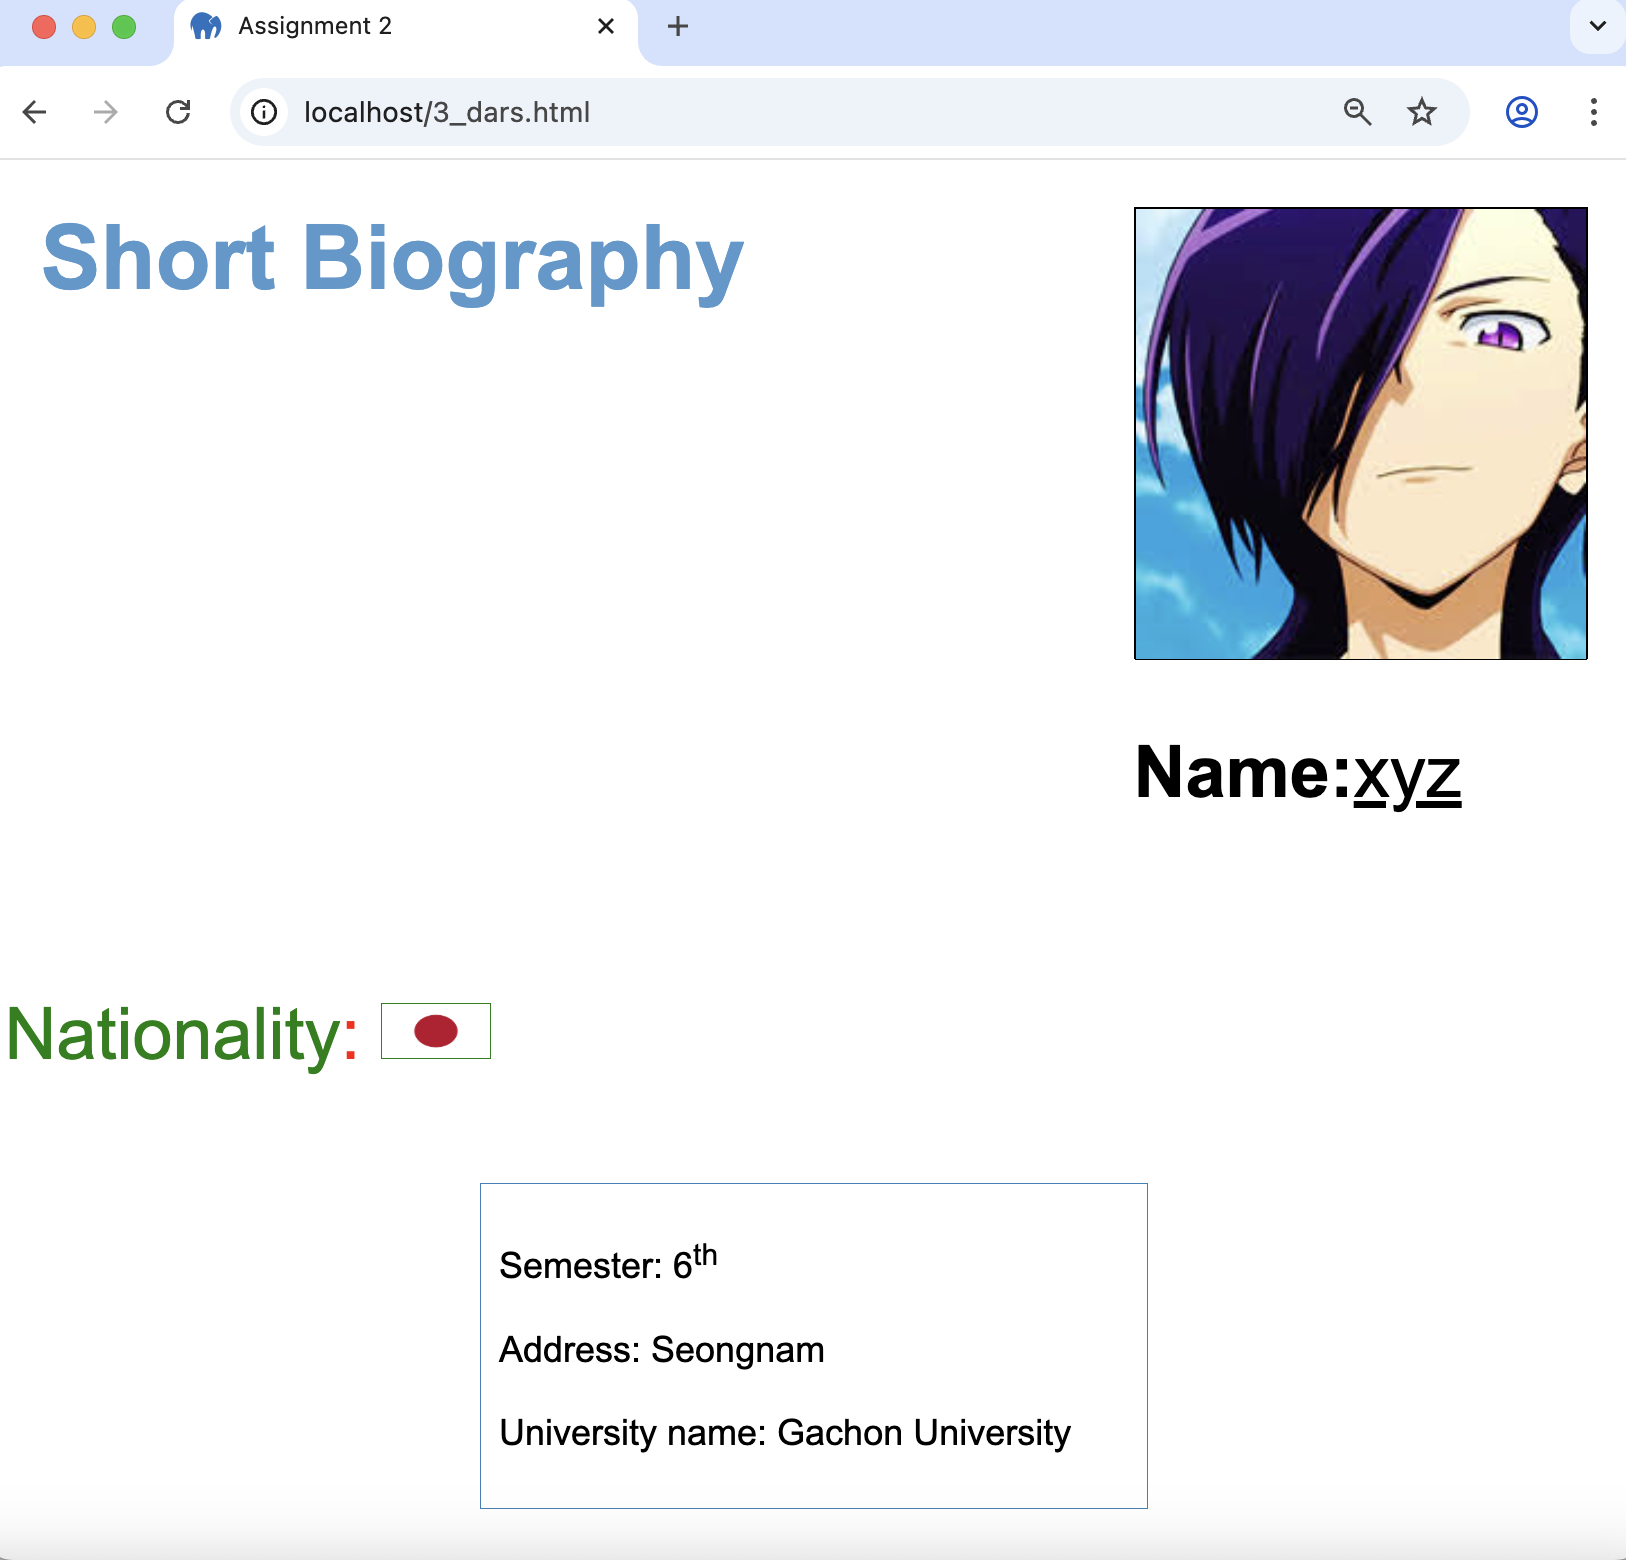 Assignment 2
localhost/3_dars.html
Short Biography
Name:xyz
Nationality:
Semester: 6th
Address: Seongnam
University name: Gachon University